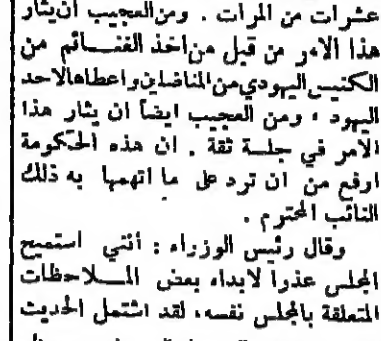 عشرات من المرات . ومن العجيب ان يثار
هذا الامر من قبل من اخذ الغنائم من
الكنيس اليهودي من المناضلين واعطاها لاحد
اليهود ، ومن العجيب ايضاً ان يثار هذا
الامر في جلسة ثقة . ان هذه الحكومة
ارفع من ان ترد على ما اتهمها به ذلك
النائب المحترم .
وقال رئيس الوزراء : أنني استميح
المجلس عذراً لابداء بعض الملاحظات
المتعلقة بالمجلس نفسه، لقد اشتمل الحديث